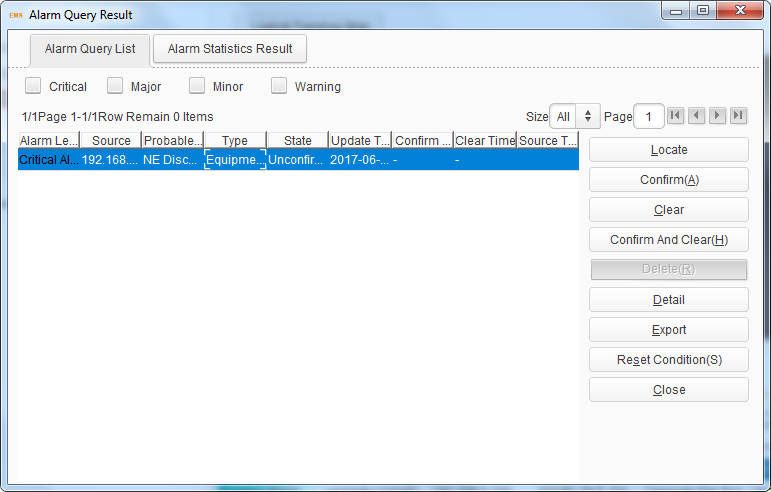 EMS Alarm Query Result
Alarm Query List Alarm Statistics Result
Critical Major Minor Warning
1/1Page 1-1/1Row Remain 0 Items Size All Page 1
Alarm Le... Source Probable... Type State Update T... Confirm ... Clear Time Source T...
Critical Al... 192.168.... NE Disc... Equipme... Unconfir... 2017-06-... - -
Locate
Confirm(A)
Clear
Confirm And Clear(H)
Delete(R)
Detail
Export
Reset Condition(S)
Close